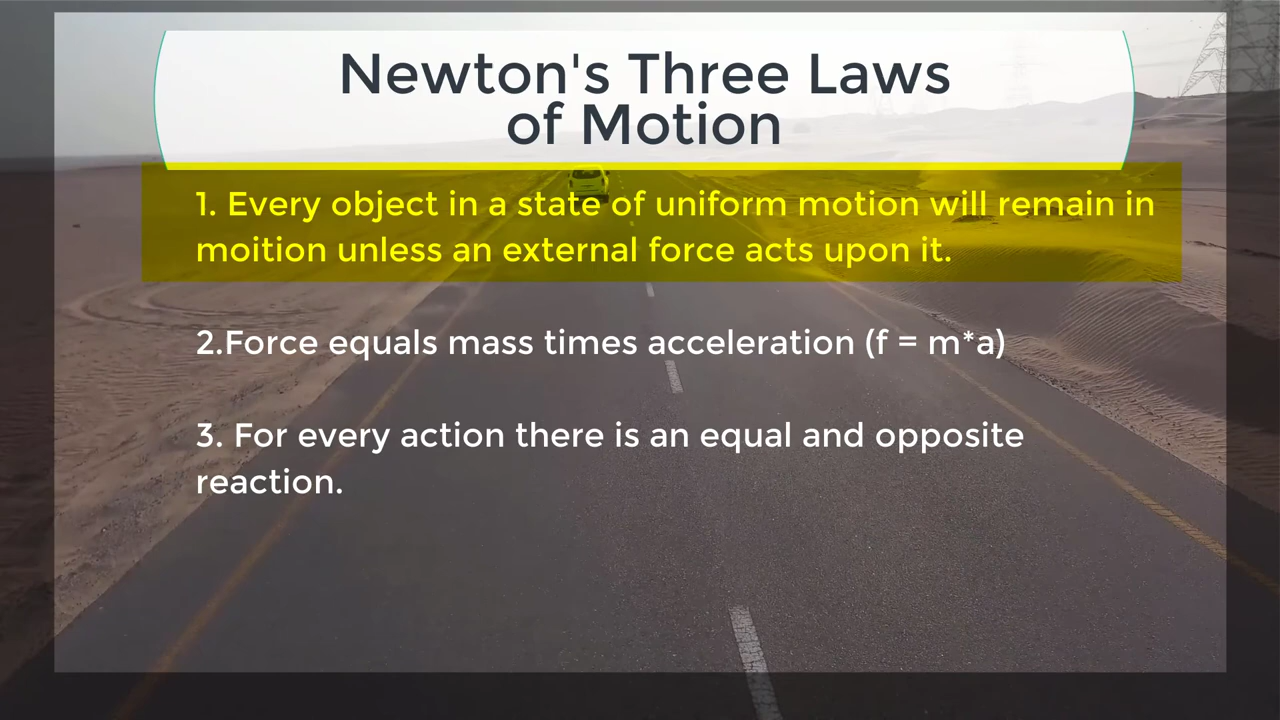 Newton's Three Laws
of Motion
1. Every object in a state of uniform motion will remain in
moition unless an external force acts upon it.
2.Force equals mass times acceleration (f = m*a)
3. For every action there is an equal and opposite
reaction.